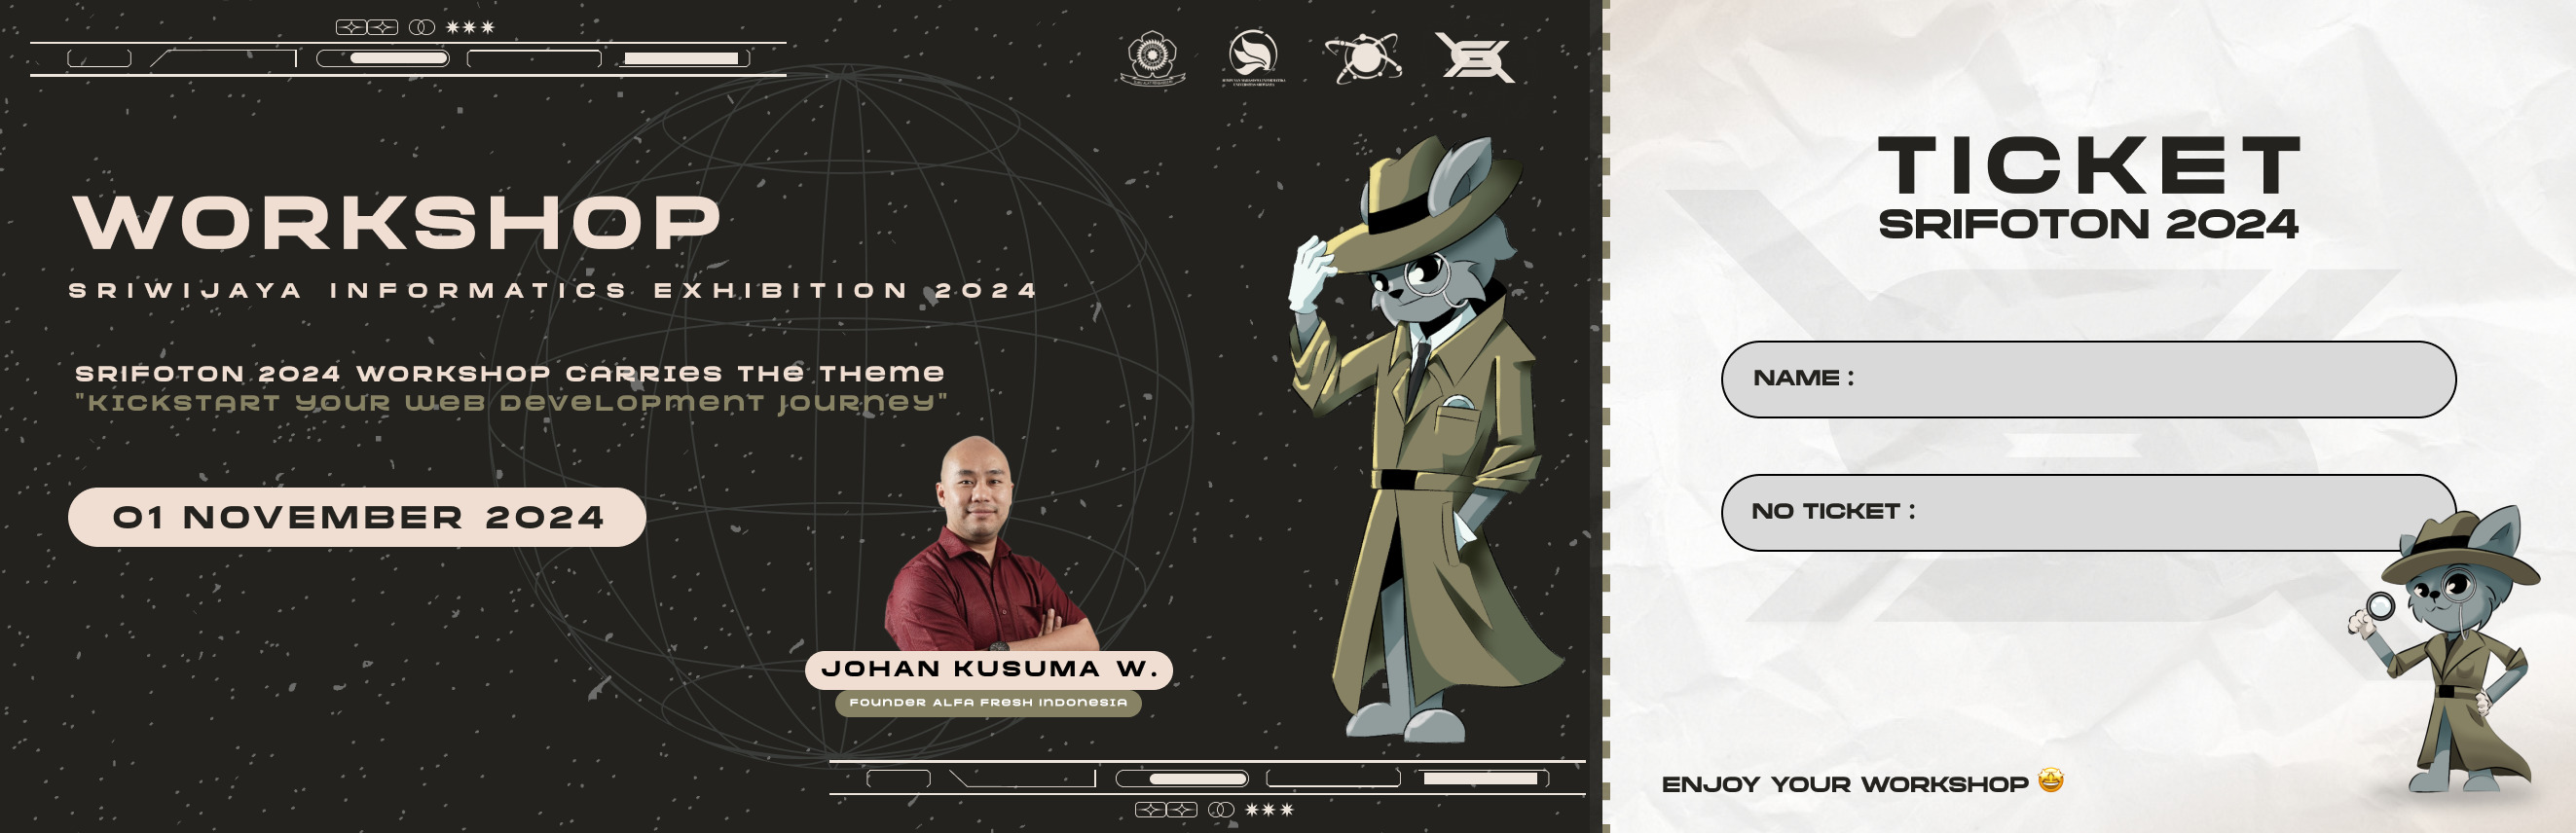 WORKSHOP
SRIWIJAYA INFORMATICS EXHIBITION 2024
SRIFOTON 2024 WORKSHOP CARRIES THE THEME
"KICKSTART YOUR WEB DEVELOPMENT JOURNEY"
01 NOVEMBER 2024
JOHAN KUSUMA W.
FOUNDER ALFA FRESH INDONESIA
TICKET
SRIFOTON 2024
NAME :
NO TICKET :
ENJOY YOUR WORKSHOP 🤩